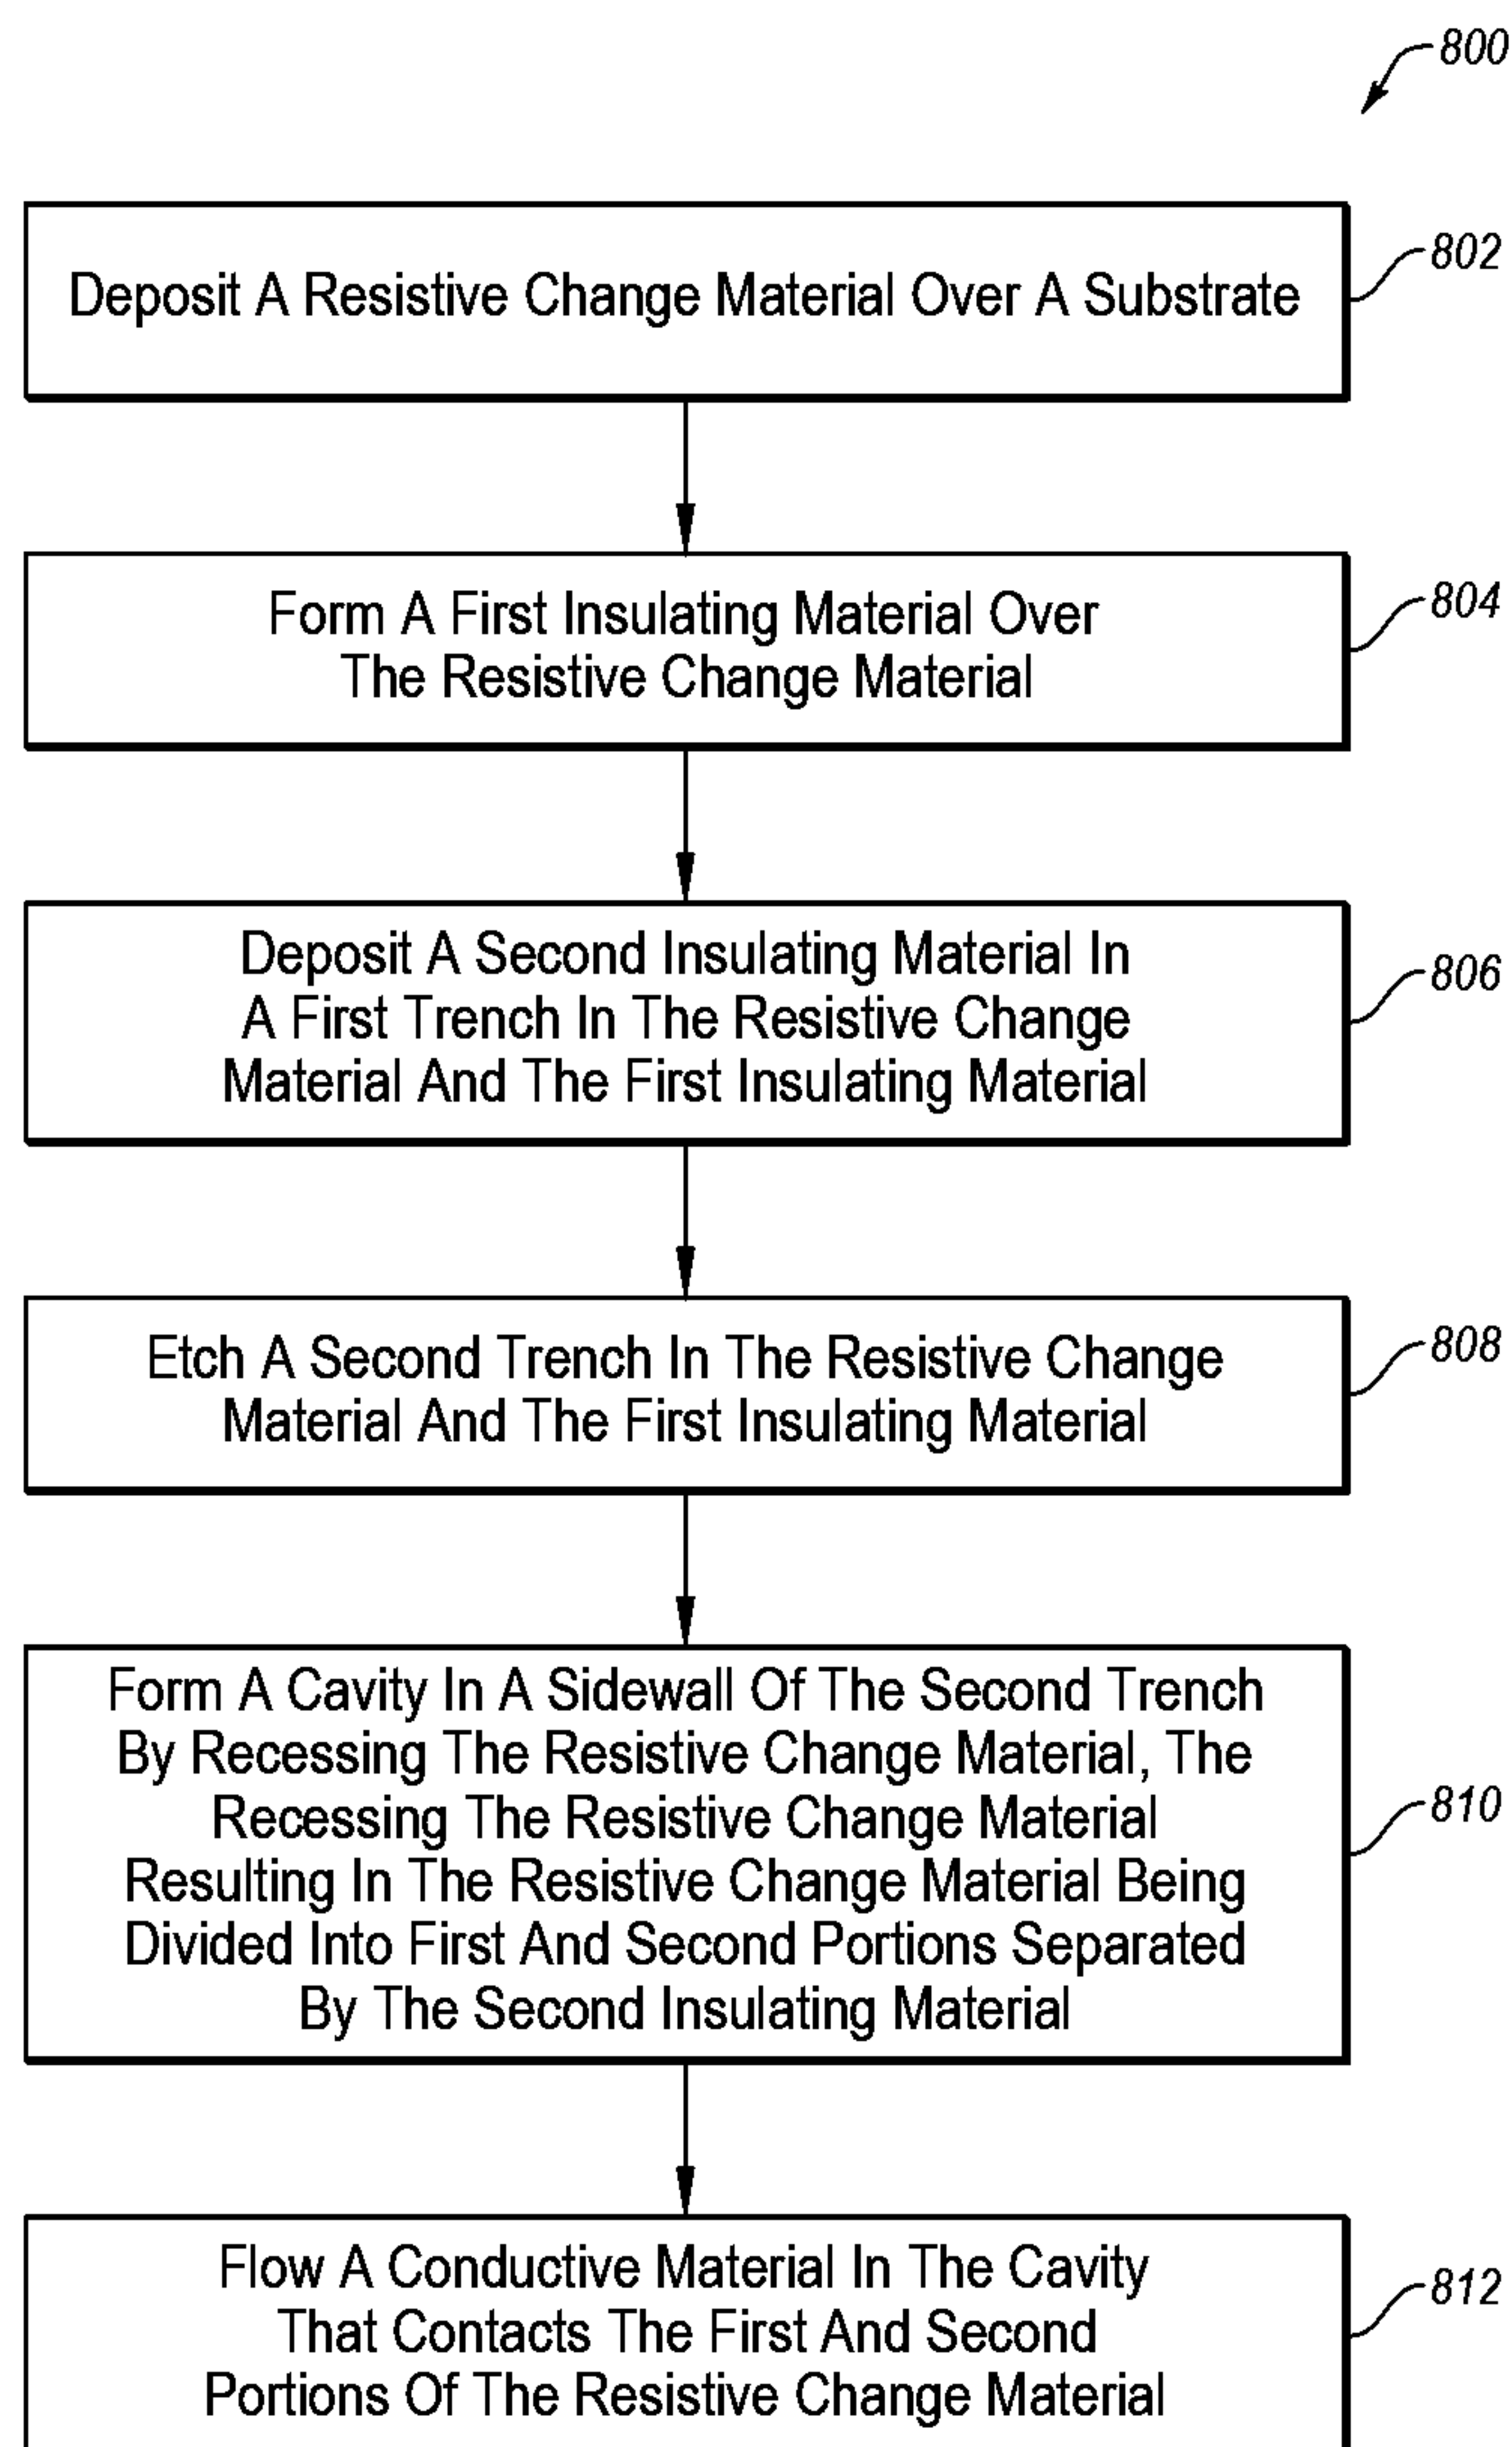 800
Deposit A Resistive Change Material Over A Substrate
802
Form A First Insulating Material Over
The Resistive Change Material
804
Deposit A Second Insulating Material In
A First Trench In The Resistive Change
Material And The First Insulating Material
806
Etch A Second Trench In The Resistive Change
Material And The First Insulating Material
808
Form A Cavity In A Sidewall Of The Second Trench
By Recessing The Resistive Change Material, The
Recessing The Resistive Change Material
Resulting In The Resistive Change Material Being
Divided Into First And Second Portions Separated
By The Second Insulating Material
810
Flow A Conductive Material In The Cavity
That Contacts The First And Second
Portions Of The Resistive Change Material
812